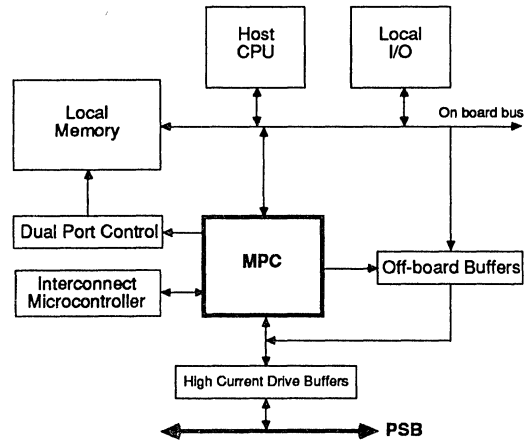 Host
CPU
Local
I/O
Local
Memory
On board bus
Dual Port Control
MPC
Off-board Buffers
Interconnect
Microcontroller
High Current Drive Buffers
PSB